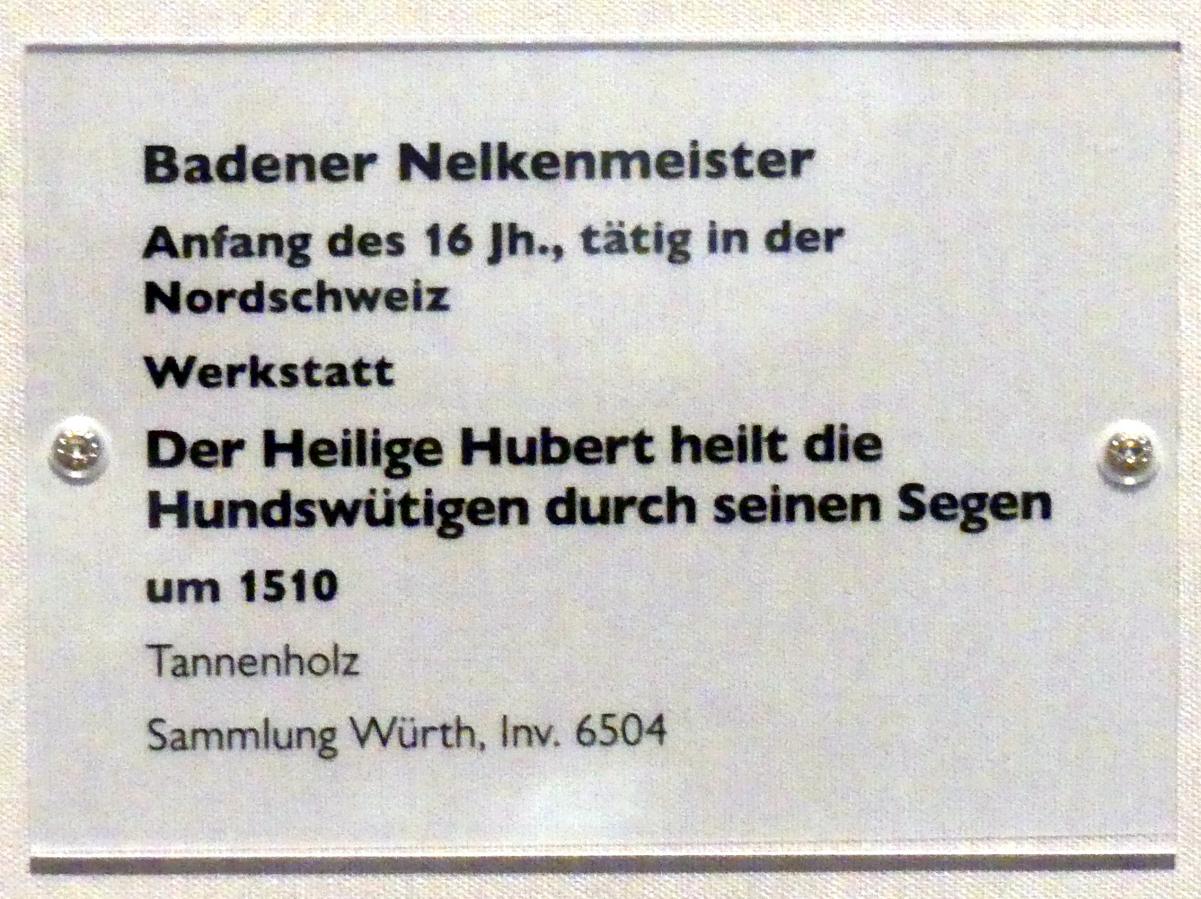 Badener Nelkenmeister
Anfang des 16 Jh., tätig in der
Nordschweiz
Werkstatt
Der Heilige Hubert heilt die
Hundswütigen durch seinen Segen
um 1510
Tannenholz
Sammlung Würth, Inv. 6504